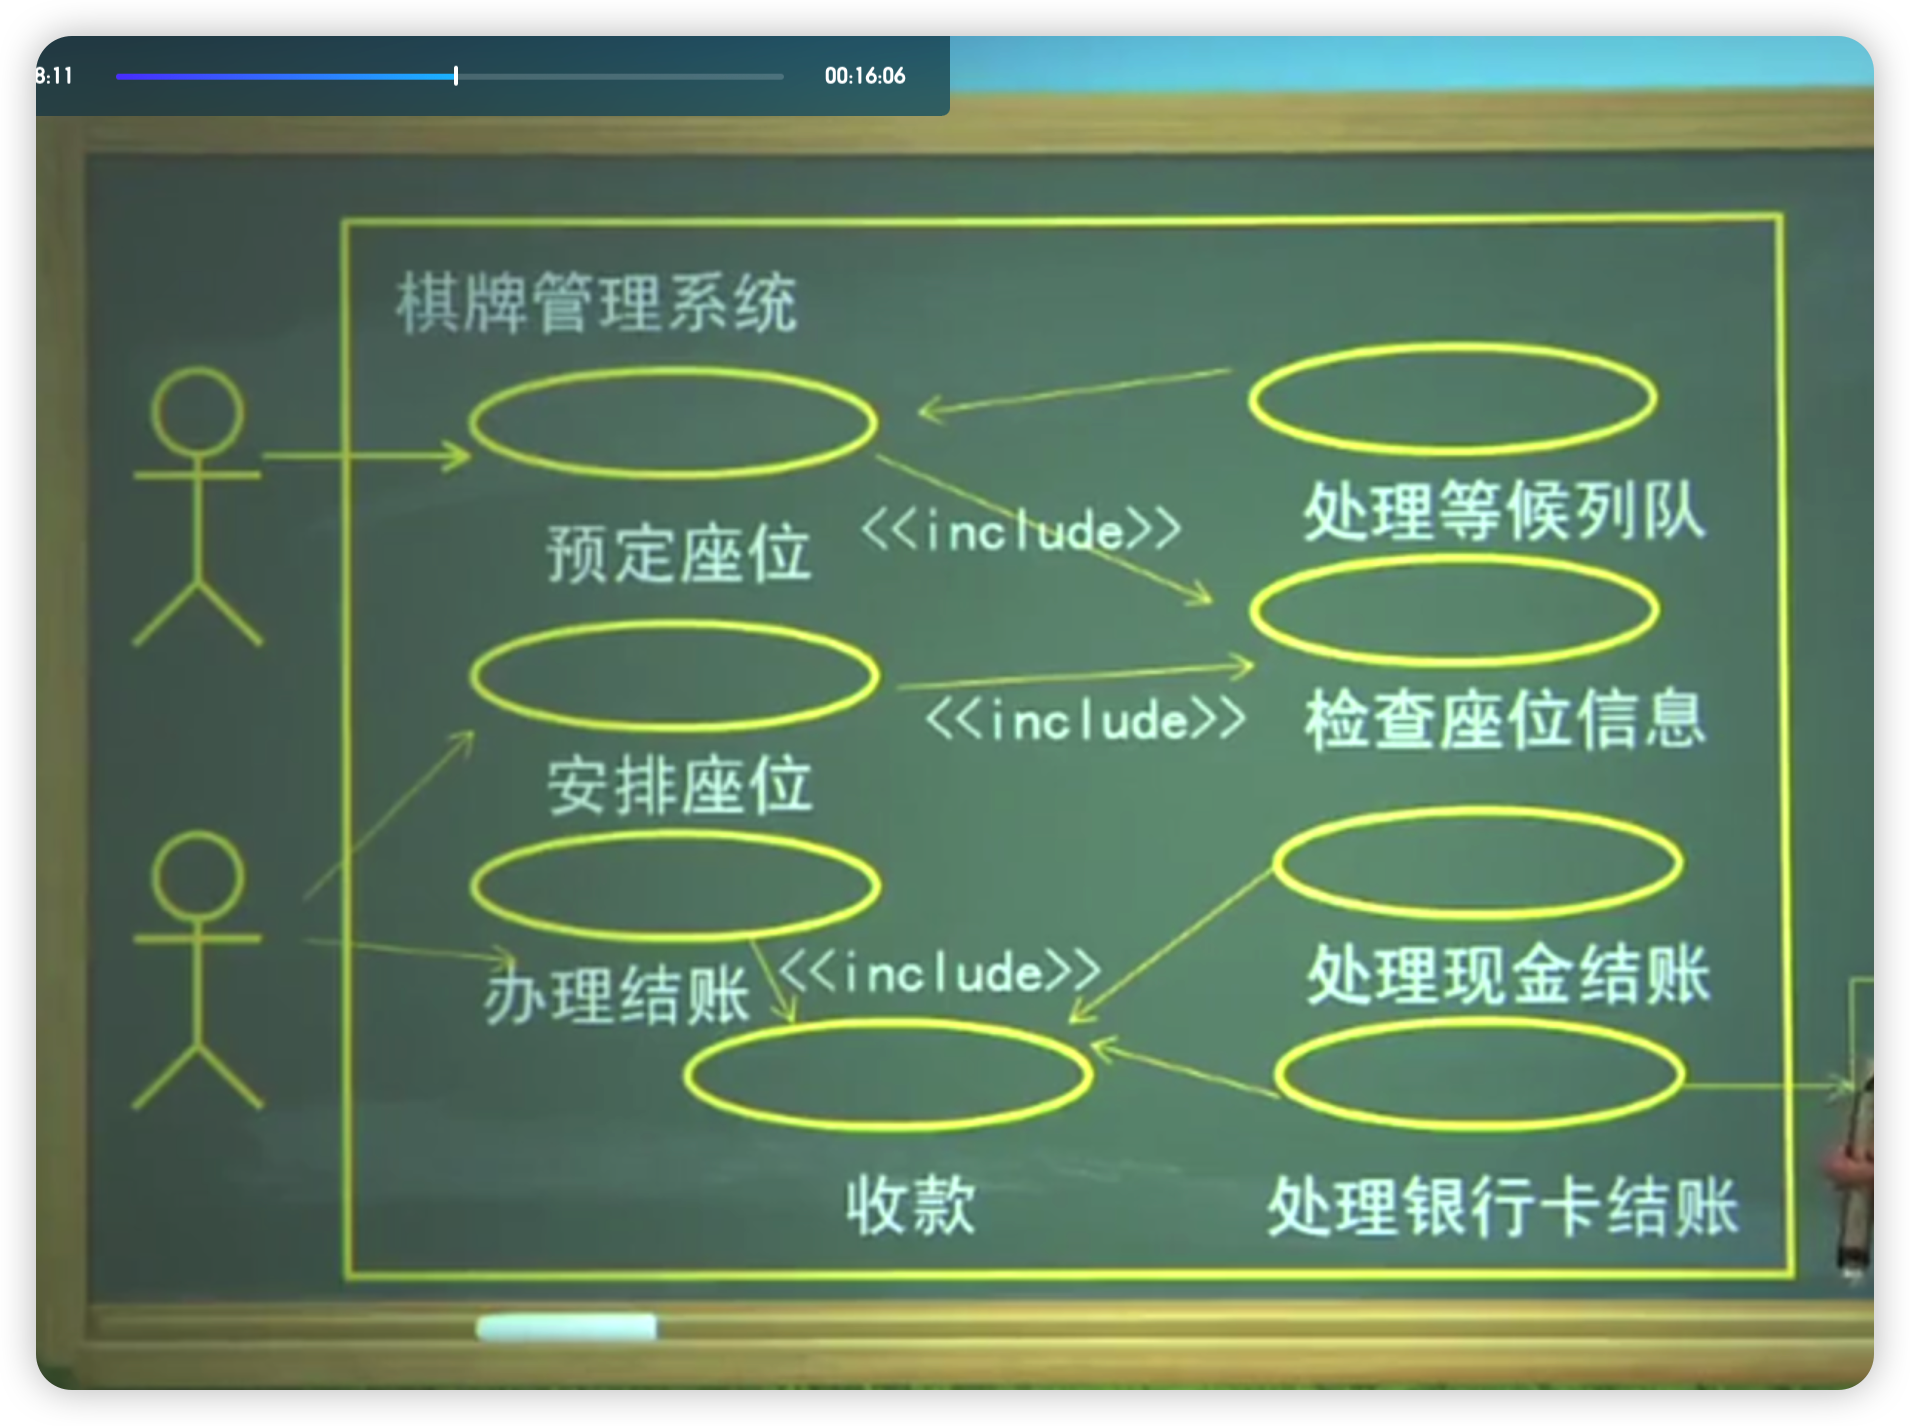 8:11
00:16:06
棋牌管理系统
预定座位
<<include>>
处理等候列队
<<include>>
检查座位信息
安排座位
办理结账
<<include>>
处理现金结账
收款
处理银行卡结账